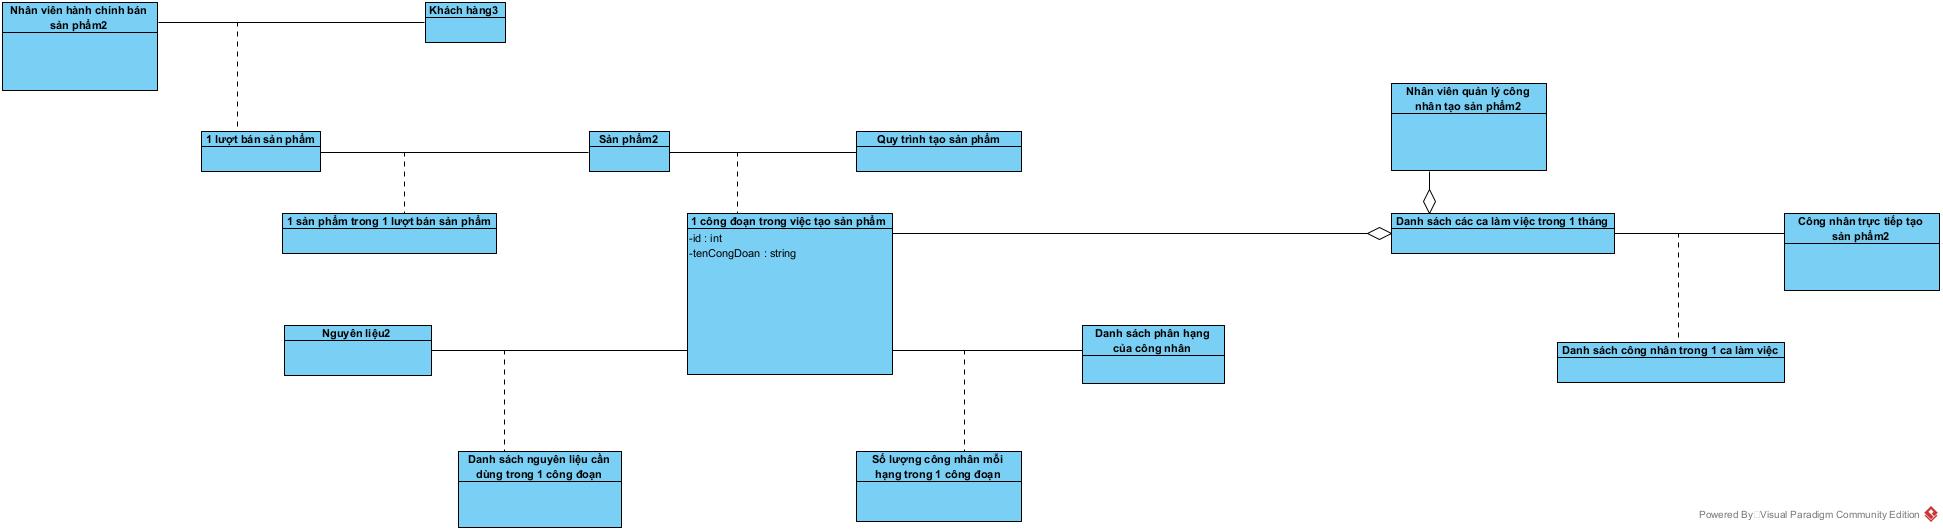 Nhân viên hành chính bán
sản phẩm2
Khách hàng3
Nhân viên quản lý công
nhân tạo sản phẩm2
1 lượt bán sản phẩm
Sản phẩm2
Quy trình tạo sản phẩm
1 sản phẩm trong 1 lượt bán sản phẩm
1 công đoạn trong việc tạo sản phẩm
-id : int
-tenCongDoan : string
Danh sách các ca làm việc trong 1 tháng
Công nhân trực tiếp tạo
sản phẩm2
Nguyên liệu2
Danh sách phân hạng
của công nhân
Danh sách công nhân trong 1 ca làm việc
Danh sách nguyên liệu cần
dùng trong 1 công đoạn
Số lượng công nhân mỗi
hạng trong 1 công đoạn
Powered By Visual Paradigm Community Edition